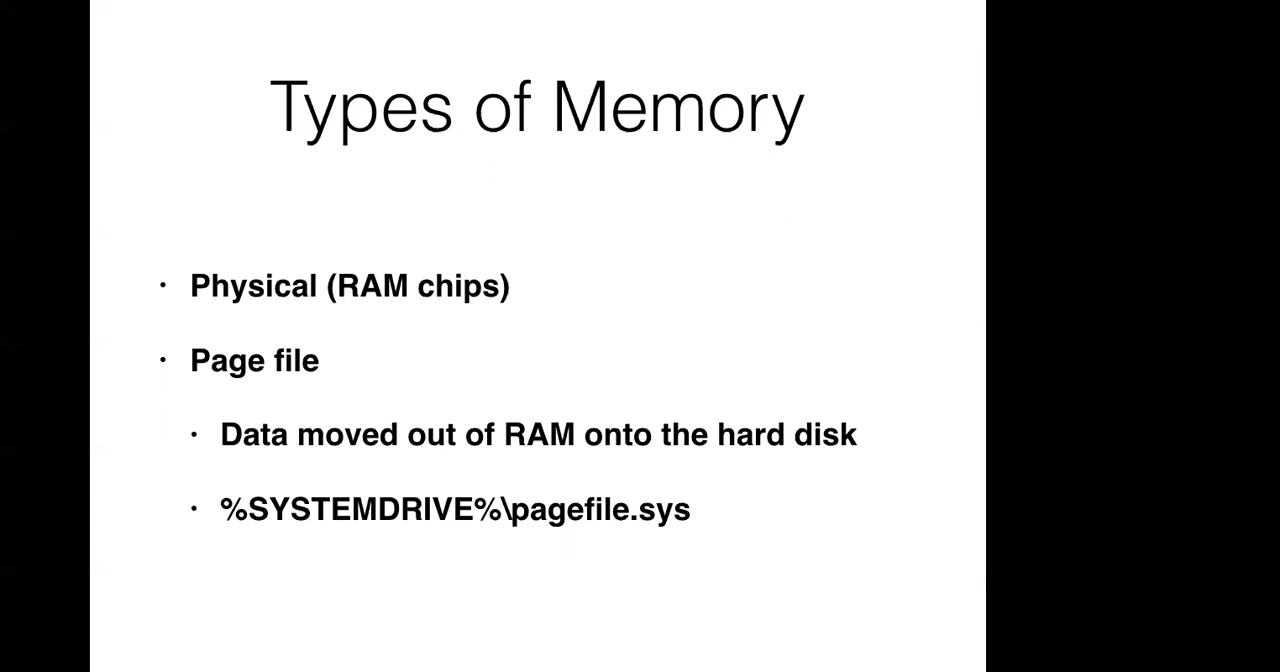 Types of Memory
• Physical (RAM chips)
• Page file
• Data moved out of RAM onto the hard disk
• %SYSTEMDRIVE%\pagefile.sys